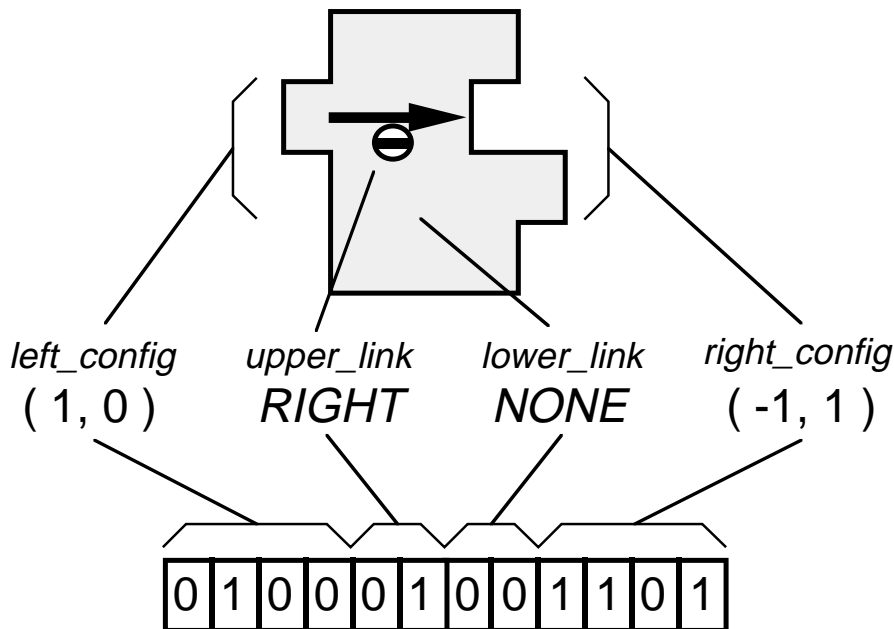 left_config upper_link lower_link right_config
( 1, 0 ) RIGHT NONE ( -1, 1 )
0 1 0 0 0 1 0 0 1 1 0 1